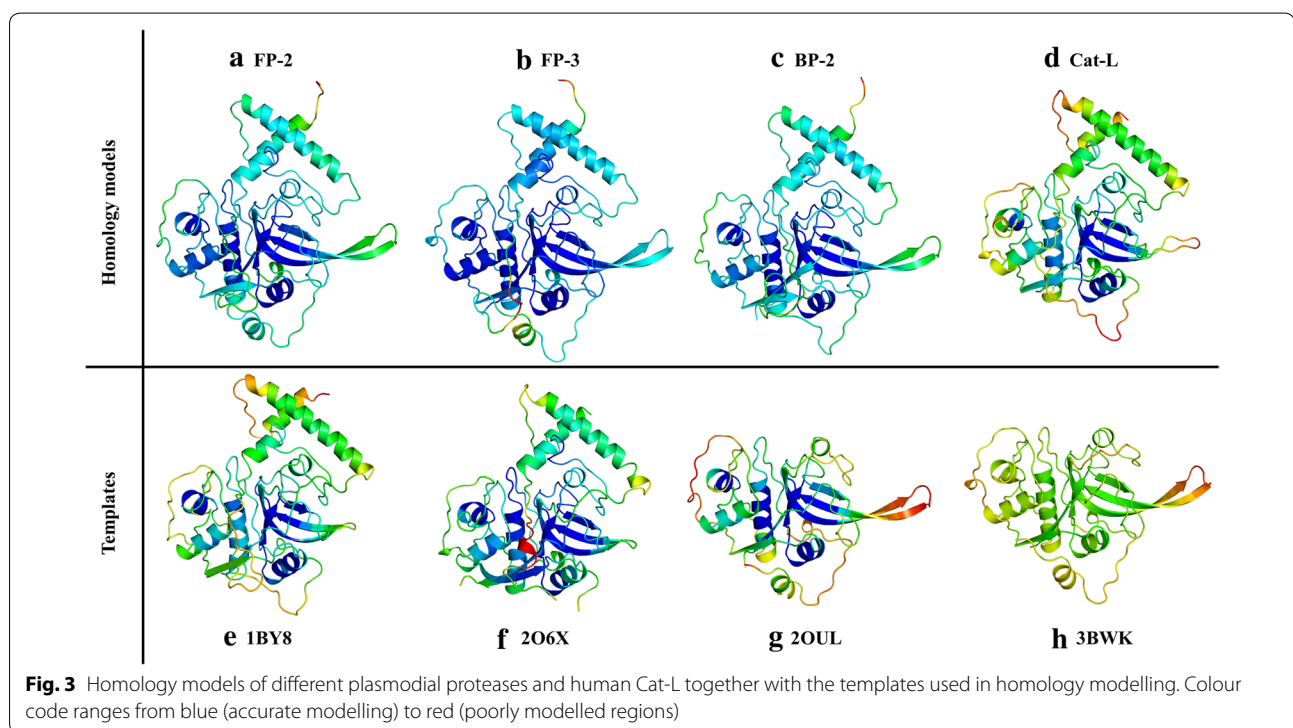 Homology models
a FP-2
b FP-3
c BP-2
d Cat-L
Templates
e 1BY8
f 2O6X
g 2OUL
h 3BWK
Fig. 3 Homology models of different plasmodial proteases and human Cat-L together with the templates used in homology modelling. Colour
code ranges from blue (accurate modelling) to red (poorly modelled regions)